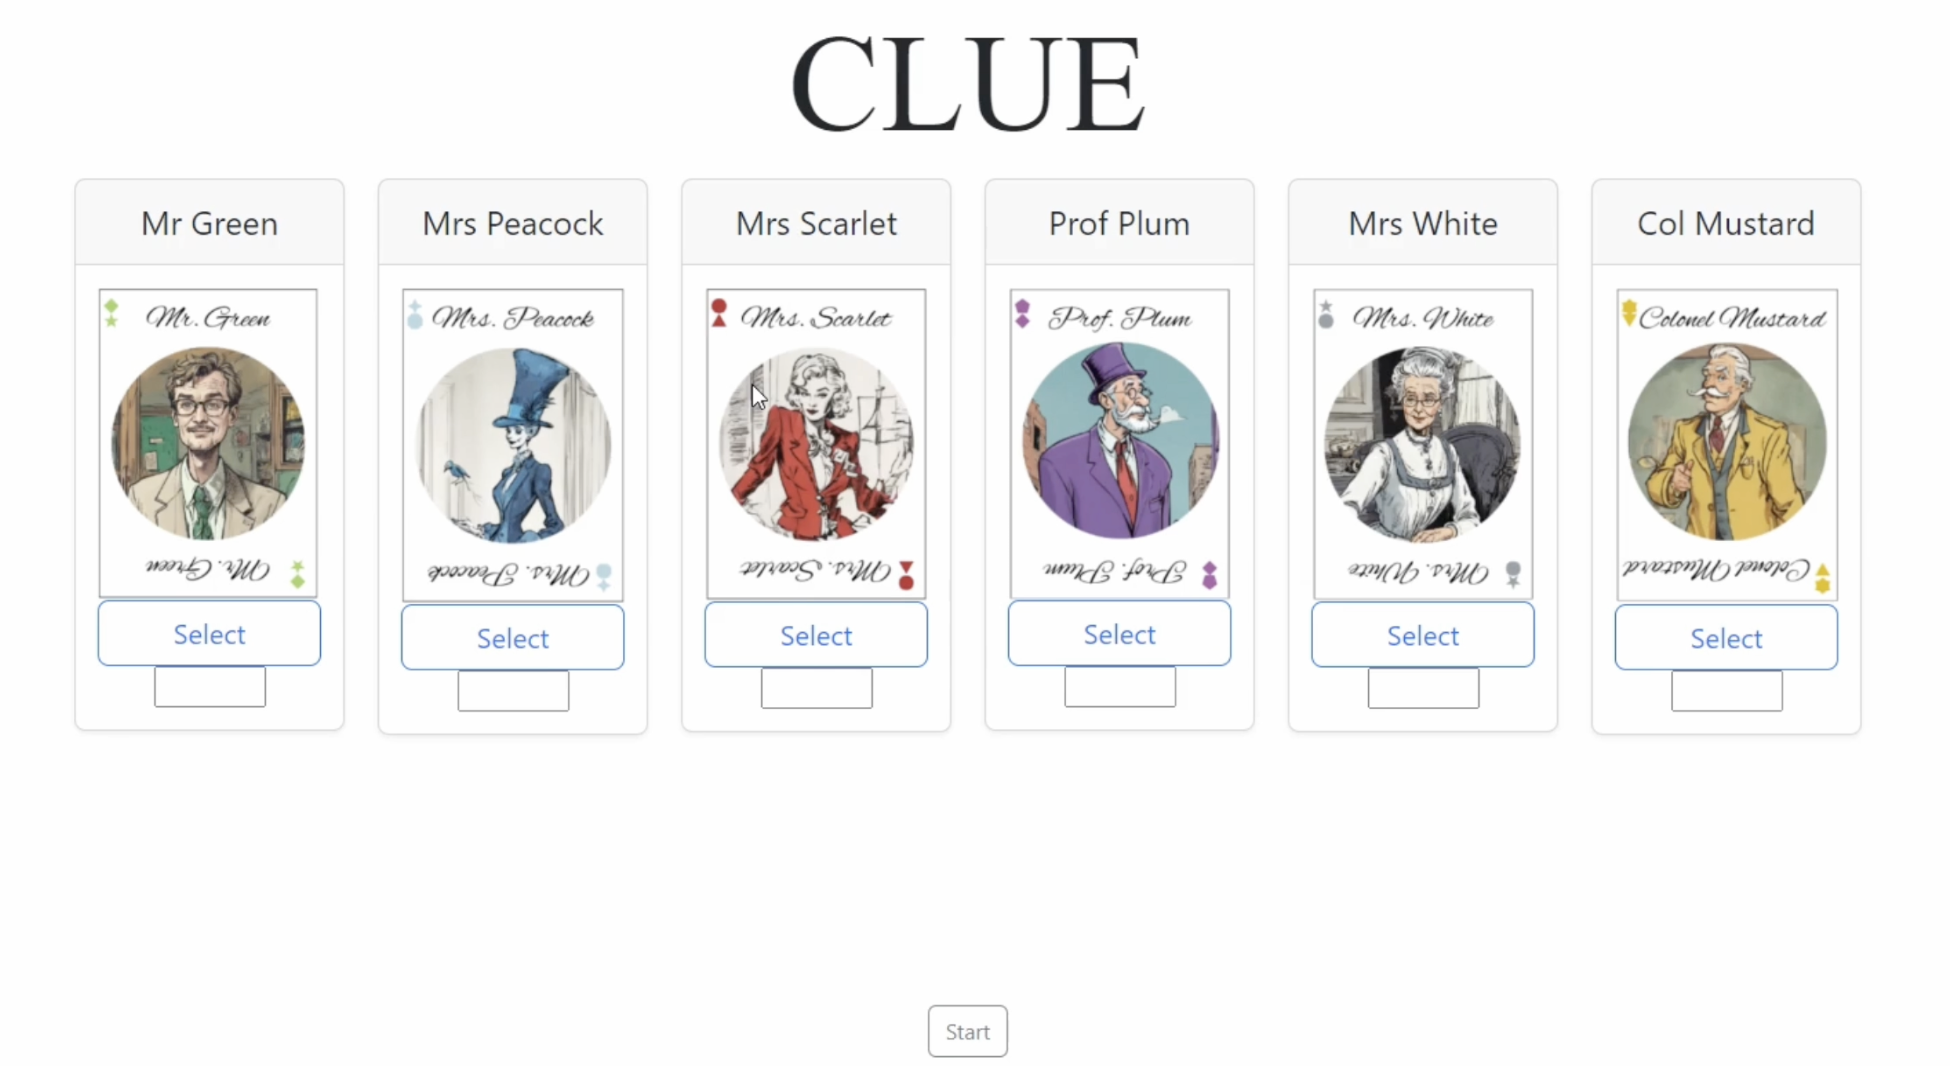 CLUE
Mr Green
Mrs Peacock
Mrs Scarlet
Prof Plum
Mrs White
Col Mustard
Mr. Green
Mrs. Peacock
Mrs. Scarlet
Prof. Plum
Mrs. White
Colonel Mustard
Mr. Green
Mrs. Peacock
Mrs. Scarlet
Prof. Plum
Mrs. White
Colonel Mustard
Select
Select
Select
Select
Select
Select
Start